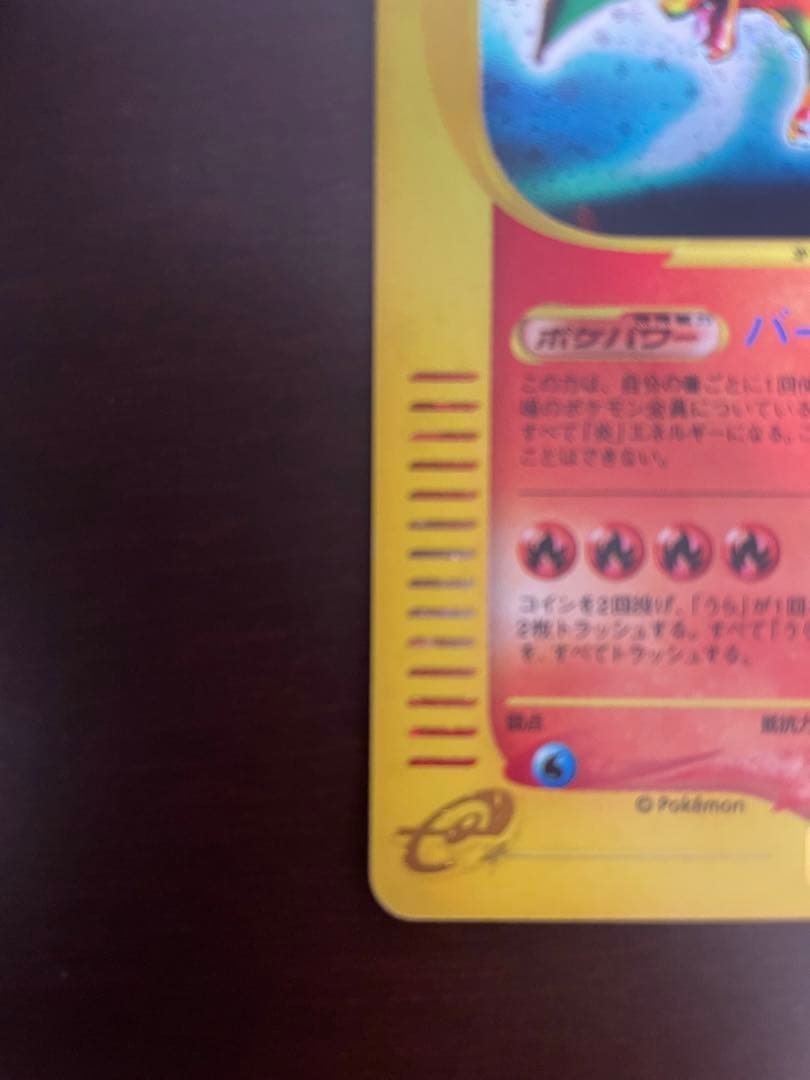 ポケパワー
バー
この力は、自分の番ごとに1回
場のポケモン全員についている
すべて「炎」エネルギーになる。こ
ことはできない。
コインを2回投げ、「うら」が1回
2枚トラッシュする。すべて「うら
を、すべてトラッシュする。
弱点
抵抗力
© Pokémon